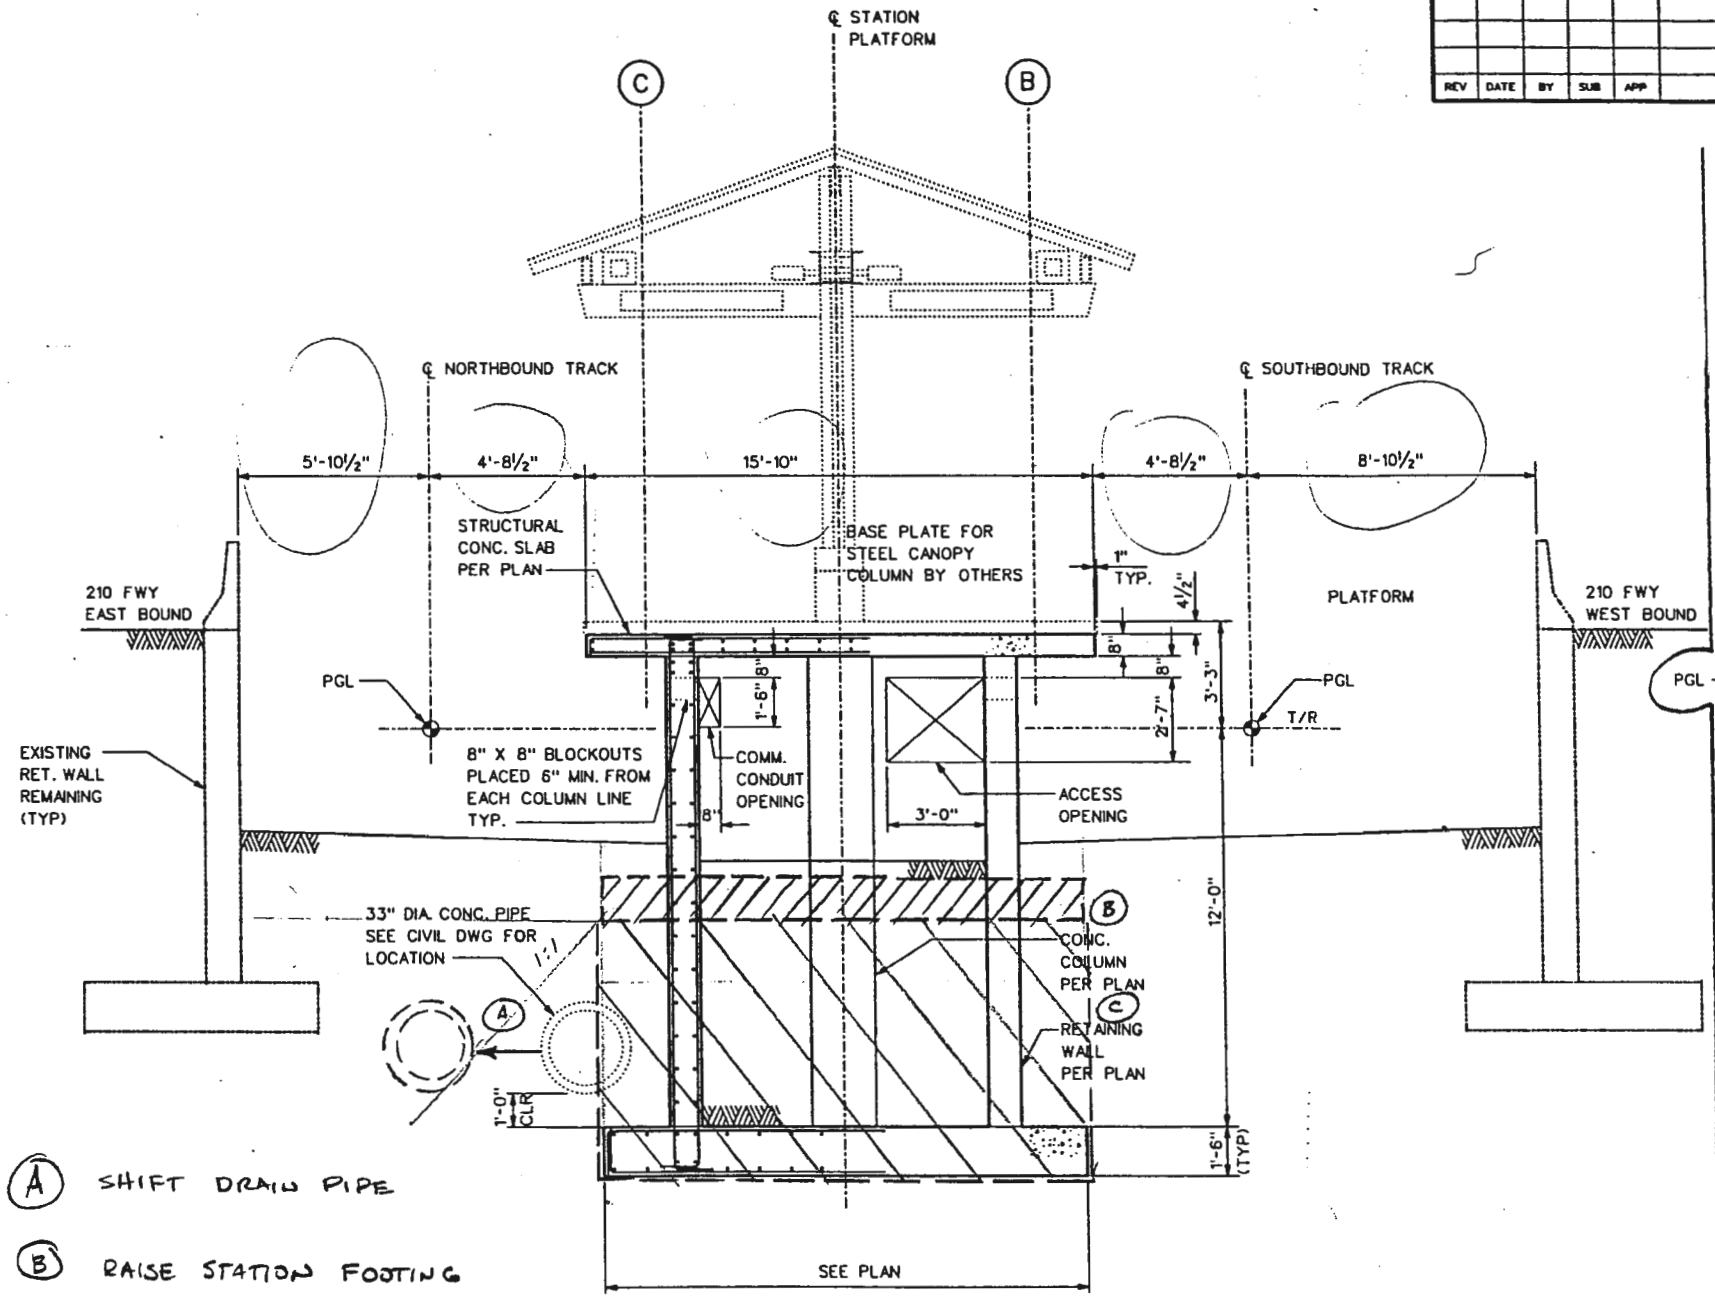 ℄ STATION
PLATFORM
C
B
REV DATE BY SUB APP
℄ NORTHBOUND TRACK
℄ SOUTHBOUND TRACK
5'-10½"
4'-8½"
15'-10"
4'-8½"
8'-10½"
STRUCTURAL
CONC. SLAB
PER PLAN
BASE PLATE FOR
STEEL CANOPY
COLUMN BY OTHERS
1"
TYP.
4½"
210 FWY
EAST BOUND
PLATFORM
210 FWY
WEST BOUND
8"
8"
8"
3'-3"
PGL
1'-6"
2'-7"
PGL
T/R
PGL
EXISTING
RET. WALL
REMAINING
(TYP)
8" X 8" BLOCKOUTS
PLACED 6" MIN. FROM
EACH COLUMN LINE
TYP.
COMM.
CONDUIT
OPENING
8"
3'-0"
ACCESS
OPENING
12'-0"
33" DIA. CONC. PIPE
SEE CIVIL DWG FOR
LOCATION
1:1
B
CONC.
COLUMN
PER PLAN
A
C
RETAINING
WALL
PER PLAN
1'-0"
CLR
1'-6"
(TYP)
A SHIFT DRAIN PIPE
B RAISE STATION FOOTING
SEE PLAN